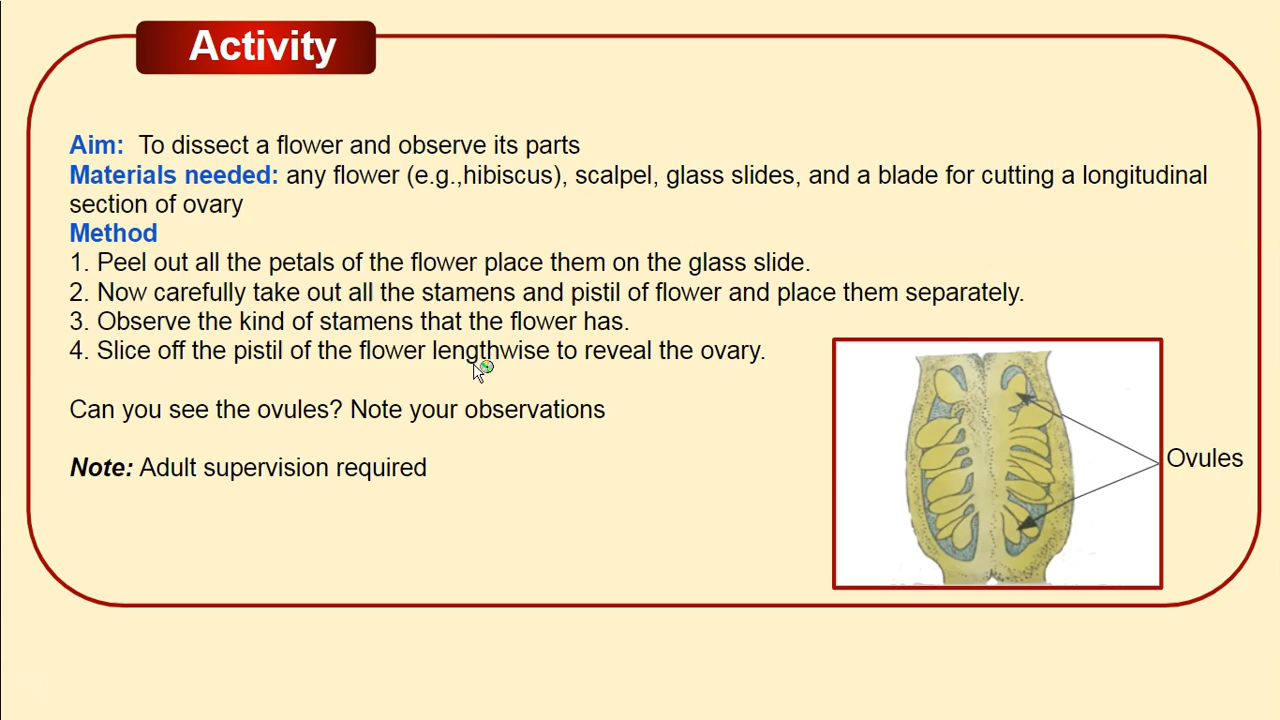 Activity
Aim: To dissect a flower and observe its parts
Materials needed: any flower (e.g.,hibiscus), scalpel, glass slides, and a blade for cutting a longitudinal
section of ovary
Method
1. Peel out all the petals of the flower place them on the glass slide.
2. Now carefully take out all the stamens and pistil of flower and place them separately.
3. Observe the kind of stamens that the flower has.
4. Slice off the pistil of the flower lengthwise to reveal the ovary.
Can you see the ovules? Note your observations
Note: Adult supervision required
Ovules